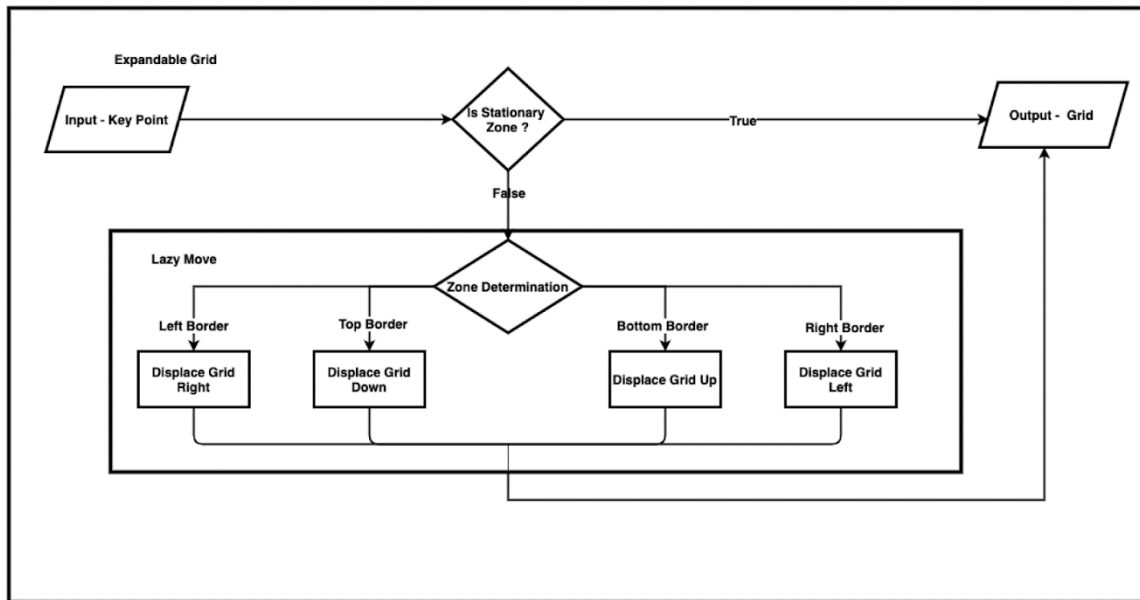 Expandable Grid
Input - Key Point
Is Stationary
Zone ?
True
Output -  Grid
False
Lazy Move
Zone Determination
Left Border
Top Border
Bottom Border
Right Border
Displace Grid
Right
Displace Grid
Down
Displace Grid Up
Displace Grid
Left